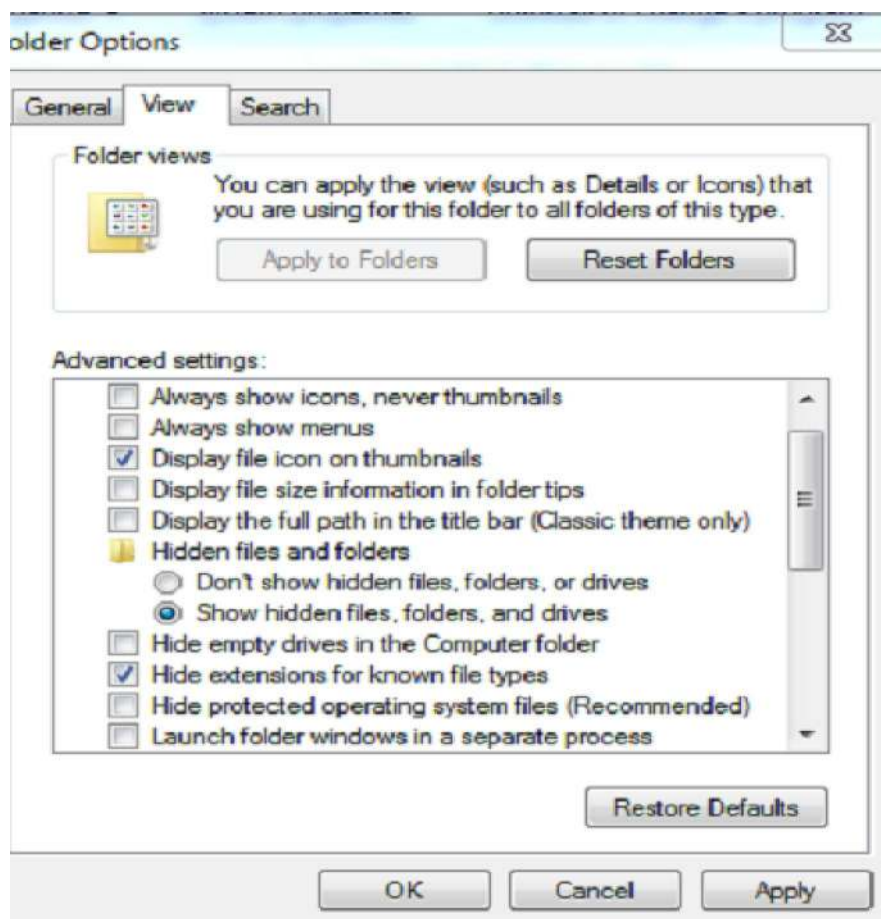 older Options
General View Search
Folder views
You can apply the view (such as Details or Icons) that
you are using for this folder to all folders of this type.
Apply to Folders Reset Folders
Advanced settings:
Always show icons, never thumbnails
Always show menus
Display file icon on thumbnails
Display file size information in folder tips
Display the full path in the title bar (Classic theme only)
Hidden files and folders
Don't show hidden files, folders, or drives
Show hidden files, folders, and drives
Hide empty drives in the Computer folder
Hide extensions for known file types
Hide protected operating system files (Recommended)
Launch folder windows in a separate process
Restore Defaults
OK Cancel Apply